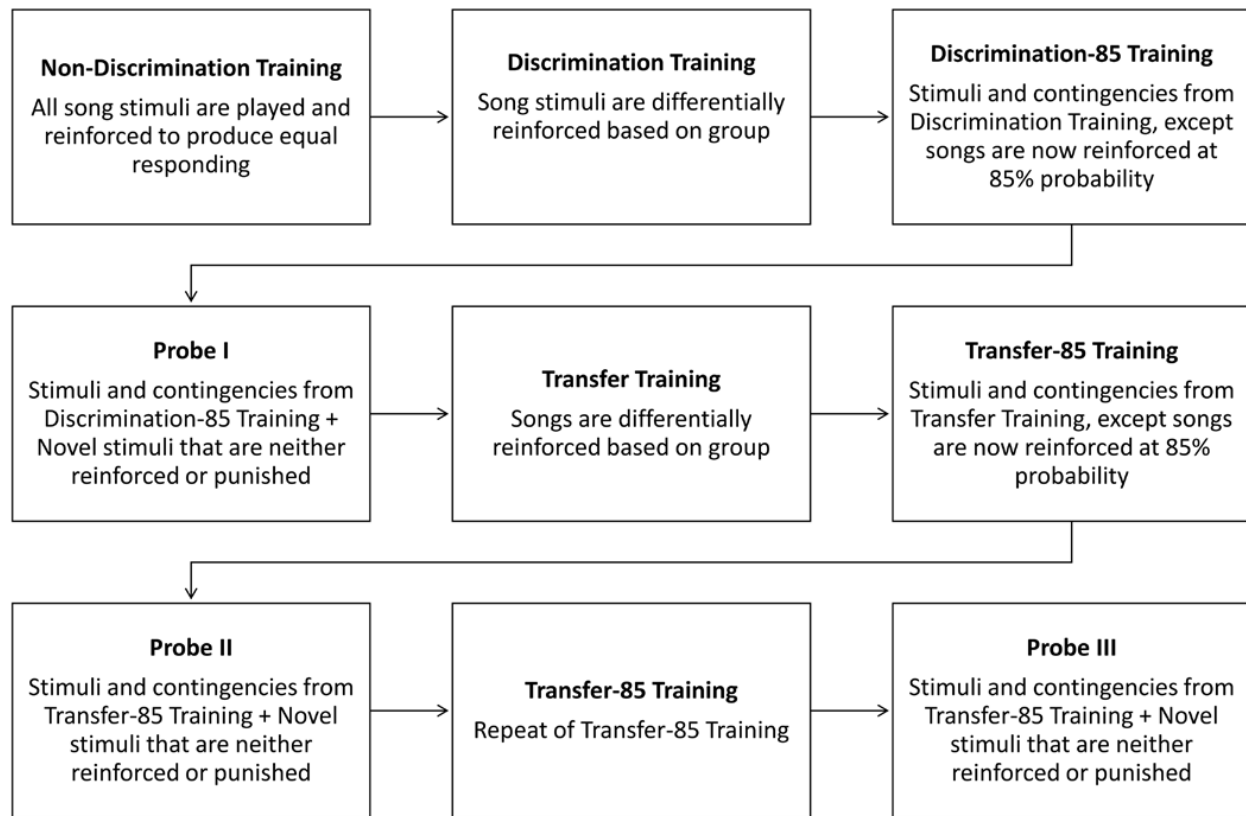 Non-Discrimination Training
All song stimuli are played and
reinforced to produce equal
responding
Discrimination Training
Song stimuli are differentially
reinforced based on group
Discrimination-85 Training
Stimuli and contingencies from
Discrimination Training, except
songs are now reinforced at
85% probability
Probe I
Stimuli and contingencies from
Discrimination-85 Training +
Novel stimuli that are neither
reinforced or punished
Transfer Training
Songs are differentially
reinforced based on group
Transfer-85 Training
Stimuli and contingencies from
Transfer Training, except songs
are now reinforced at 85%
probability
Probe II
Stimuli and contingencies from
Transfer-85 Training + Novel
stimuli that are neither
reinforced or punished
Transfer-85 Training
Repeat of Transfer-85 Training
Probe III
Stimuli and contingencies from
Transfer-85 Training + Novel
stimuli that are neither
reinforced or punished